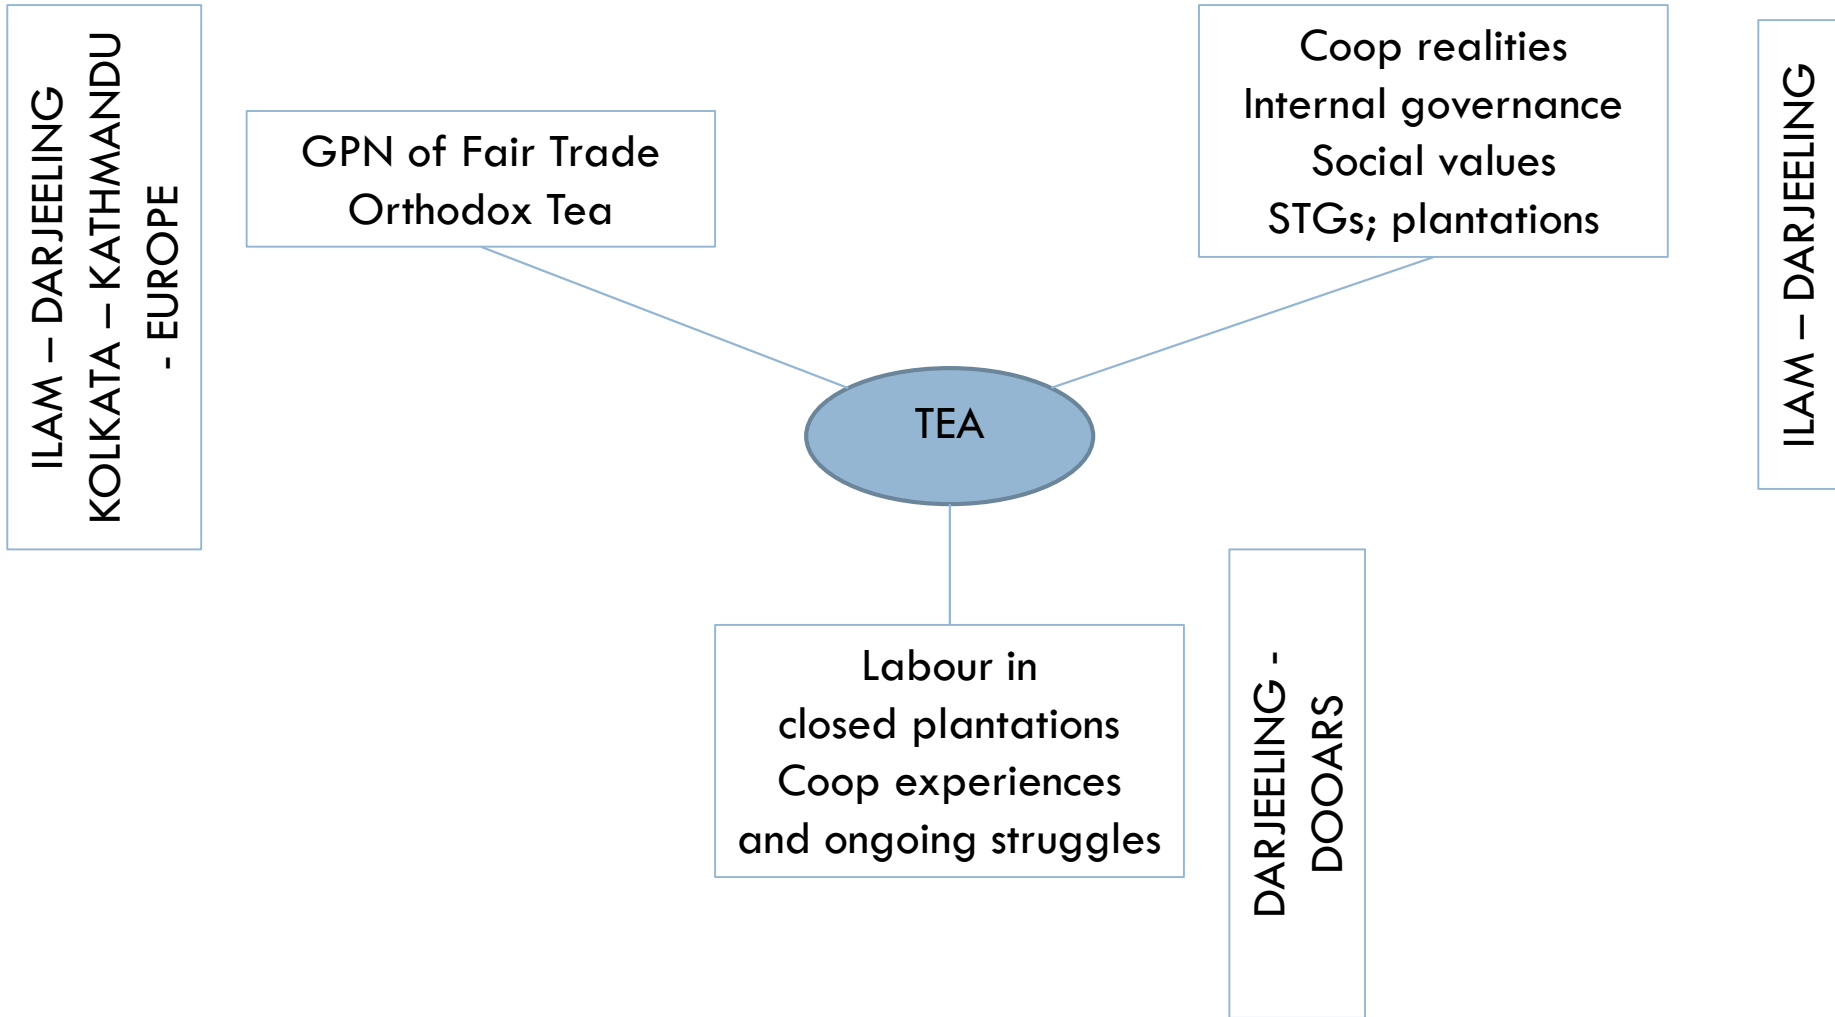 ILAM – DARJEELING
KOLKATA – KATHMANDU
- EUROPE
GPN of Fair Trade
Orthodox Tea
Coop realities
Internal governance
Social values
STGs; plantations
ILAM – DARJEELING
TEA
Labour in
closed plantations
Coop experiences
and ongoing struggles
DARJEELING -
DOOARS